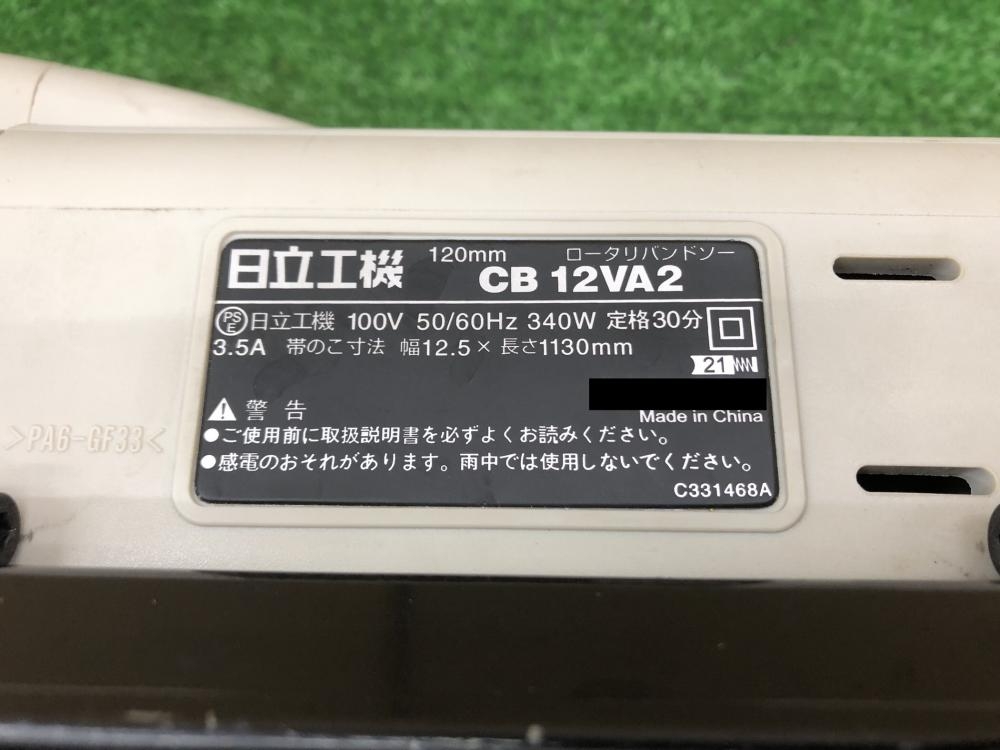 120mm ロータリバンドソー
日立工機 CB 12VA2
PSE 日立工機 100V 50/60Hz 340W 定格30分
3.5A 帯のこ寸法 幅12.5×長さ1130mm
21
警告
Made in China
●ご使用前に取扱説明書を必ずよくお読みください。
●感電のおそれがあります。雨中では使用しないでください。
C331468A
>PA6-GF33<